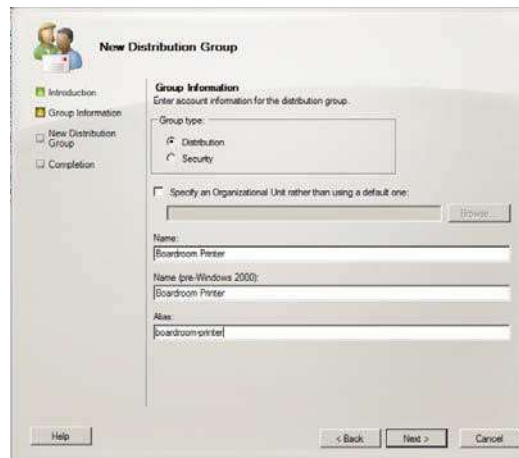 New Distribution Group
Introduction
Group Information
New Distribution
Group
Completion
Group Information
Enter account information for the distribution group.
Group type:
Distribution
Security
Specify an Organizational Unit rather than using a default one:
Browse...
Name:
Boardroom Printer
Name (pre-Windows 2000):
Boardroom Printer
Alias:
boardroom-printer
Help
< Back
Next >
Cancel